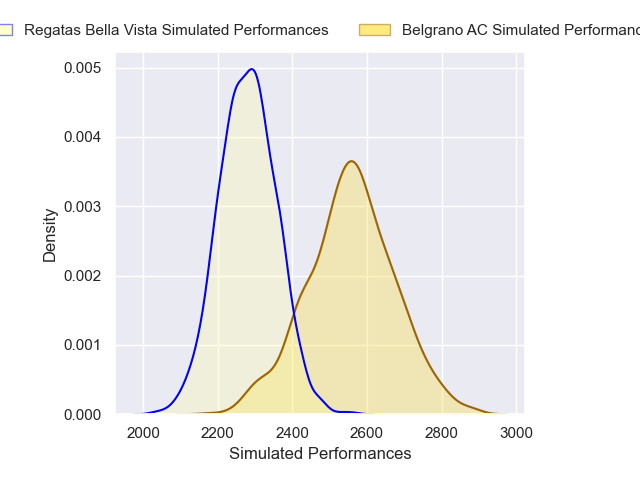 Regatas Bella Vista Simulated Performances Belgrano AC Simulated
0.005
0.004
0.003
0.002
0.001
0.000
Density
2000 2200 2400 2600 2800 3000
Simulated Performances